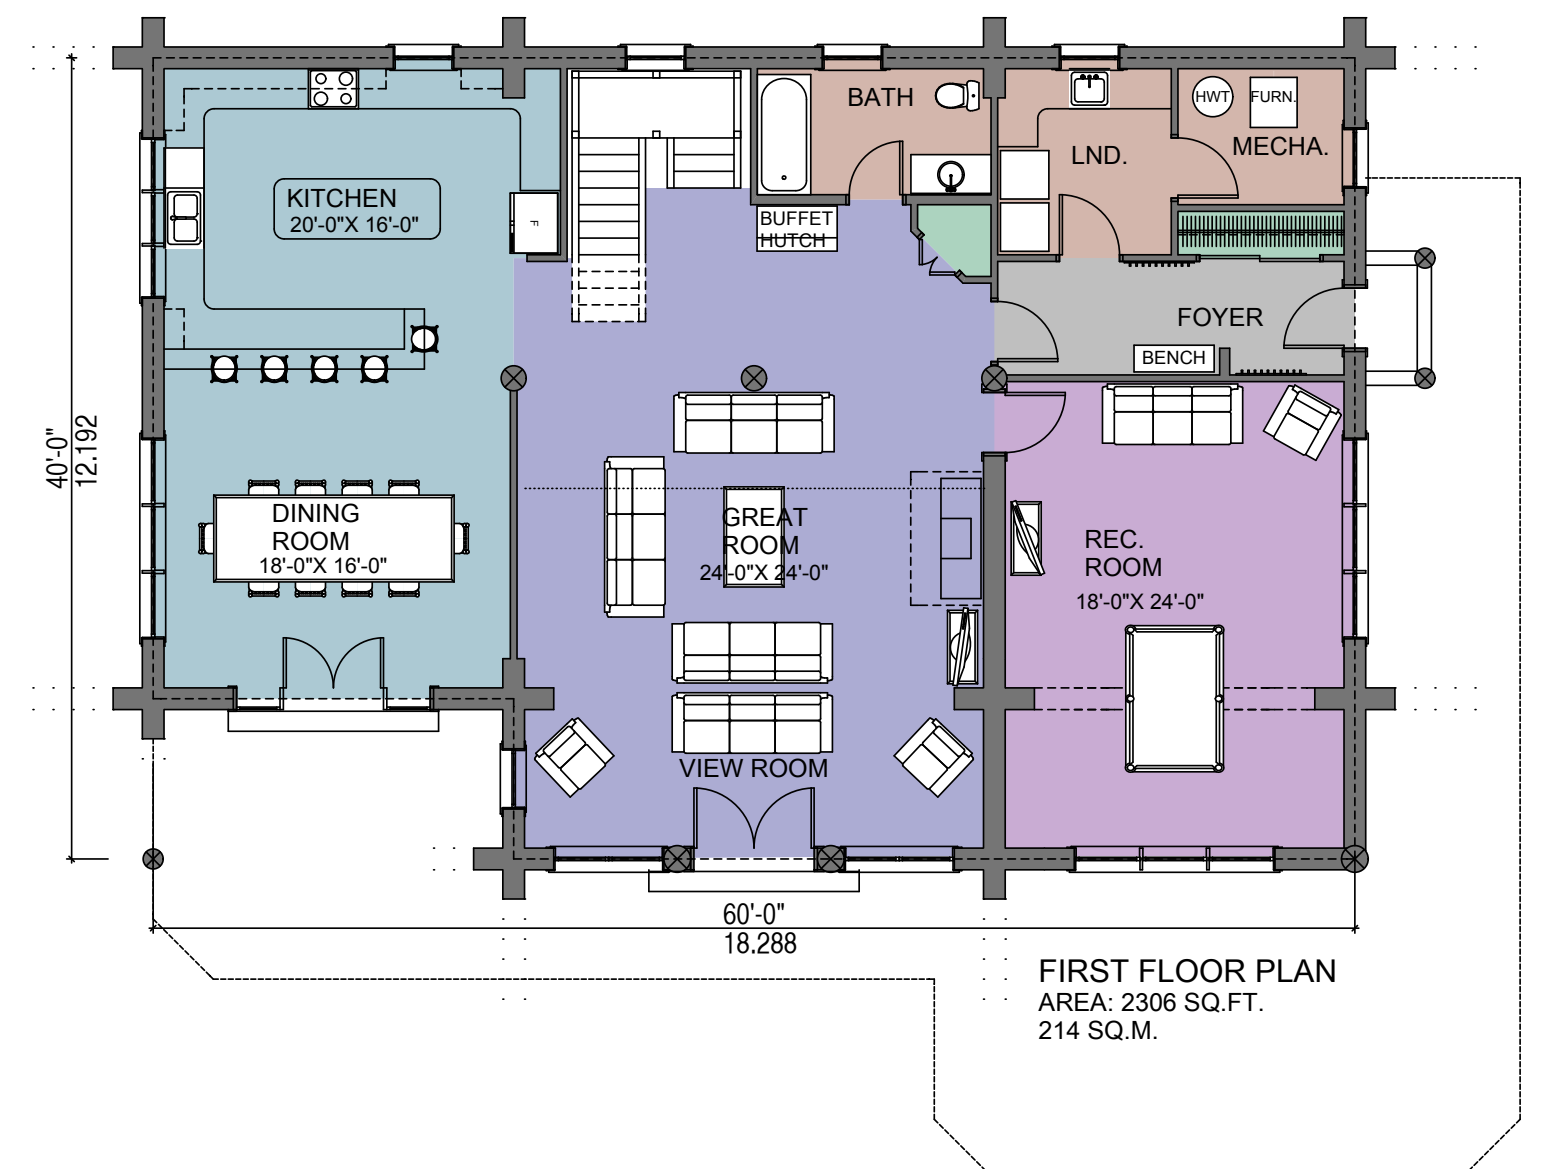 BATH
HWT
FURN.
LND.
MECHA.
KITCHEN
20'-0"X 16'-0"
F
BUFFET
HUTCH
FOYER
BENCH
40'-0"
12.192
DINING
ROOM
18'-0"X 16'-0"
GREAT
ROOM
24'-0"X 24'-0"
REC.
ROOM
18'-0"X 24'-0"
VIEW ROOM
60'-0"
18.288
FIRST FLOOR PLAN
AREA: 2306 SQ.FT.
214 SQ.M.